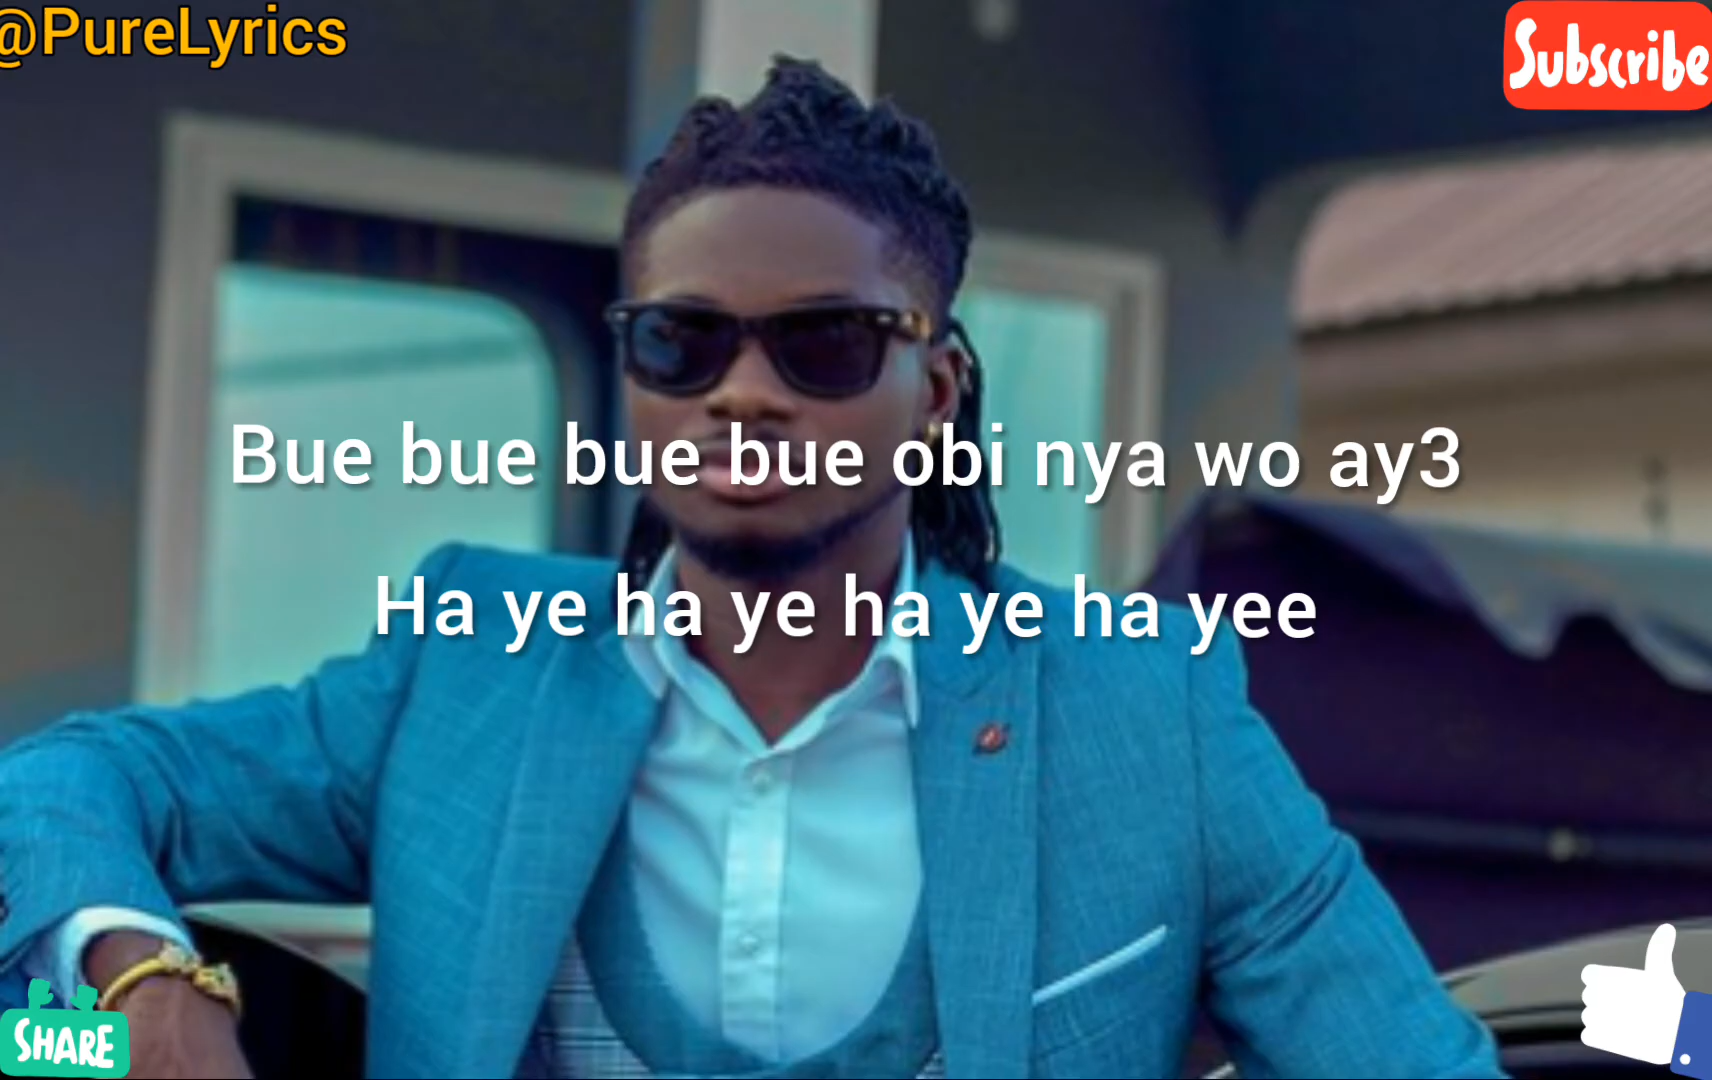 @PureLyrics
Subscribe
Bue bue bue bue obi nya wo ay3
Ha ye ha ye ha ye ha yee
SHARE